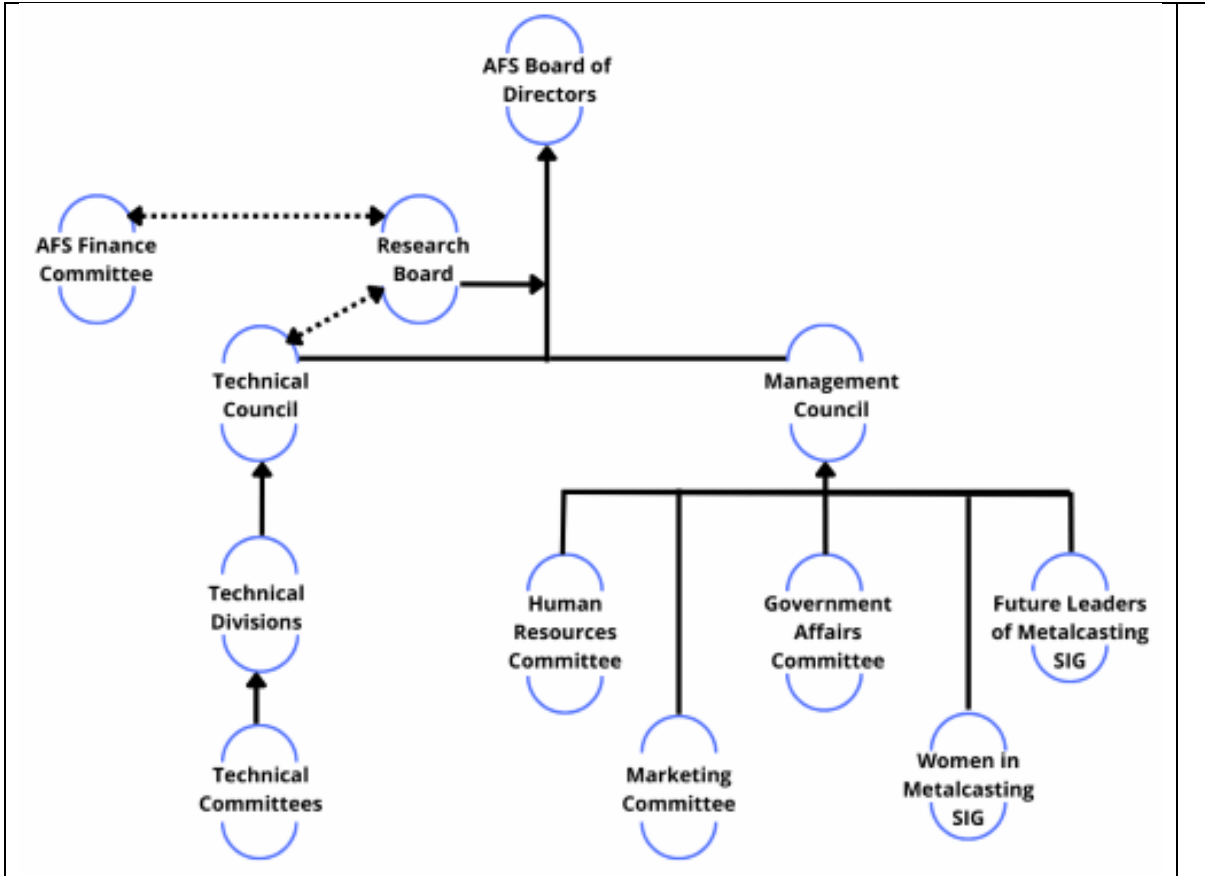 AFS Board of
Directors
AFS Finance
Committee
Research
Board
Technical
Council
Management
Council
Technical
Divisions
Human
Resources
Committee
Government
Affairs
Committee
Future Leaders
of Metalcasting
SIG
Technical
Committees
Marketing
Committee
Women in
Metalcasting
SIG